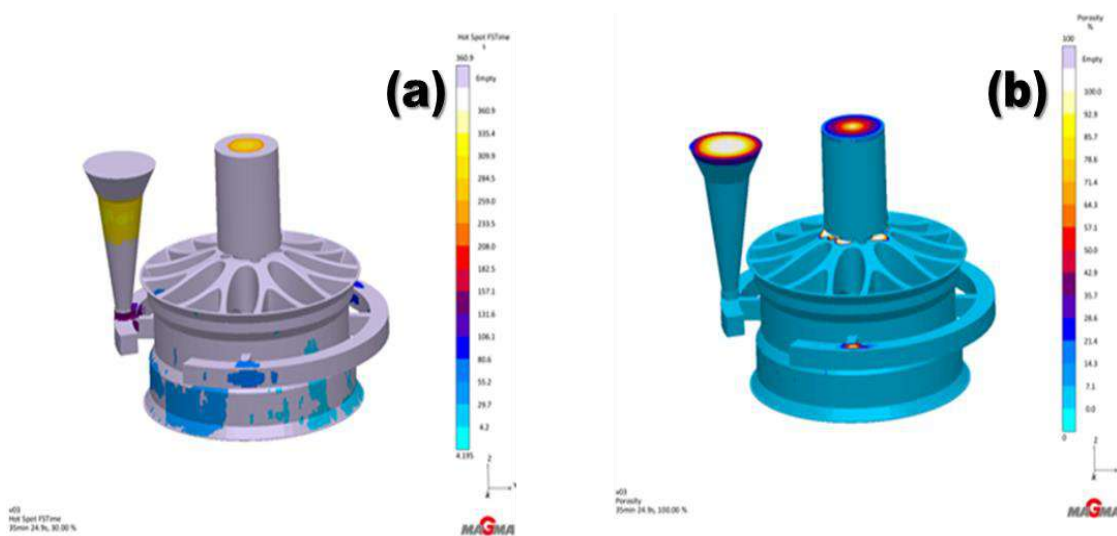 (a)
Hot Spot FSTime
s
360.9
Empty
360.9
335.4
309.9
284.5
259.0
233.5
208.0
182.5
157.1
131.6
106.1
80.6
55.2
29.7
4.2
4.195
Z
Y
v03
Hot Spot FSTime
35min 24.9s, 30.00 %
MAGMA
(b)
Porosity
%
100
Empty
100.0
92.9
85.7
78.6
71.4
64.3
57.1
50.0
42.9
35.7
28.6
21.4
14.3
7.1
0.0
0
Z
X
v03
Porosity
35min 24.9s, 100.00 %
MAGMA